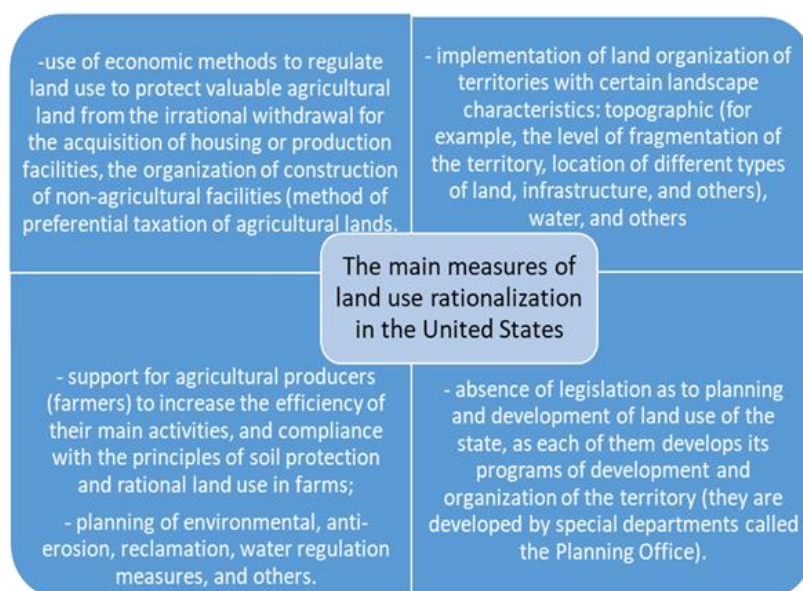 -use of economic methods to regulate
land use to protect valuable agricultural
land from the irrational withdrawal for
the acquisition of housing or production
facilities, the organization of construction
of non-agricultural facilities (method of
preferential taxation of agricultural lands.
- implementation of land organization of
territories with certain landscape
characteristics: topographic (for
example, the level of fragmentation of
the territory, location of different types
of land, infrastructure, and others),
water, and others
The main measures of
land use rationalization
in the United States
- support for agricultural producers
(farmers) to increase the efficiency of
their main activities, and compliance
with the principles of soil protection
and rational land use in farms;
- planning of environmental, anti-
erosion, reclamation, water regulation
measures, and others.
- absence of legislation as to planning
and development of land use of the
state, as each of them develops its
programs of development and
organization of the territory (they are
developed by special departments called
the Planning Office).